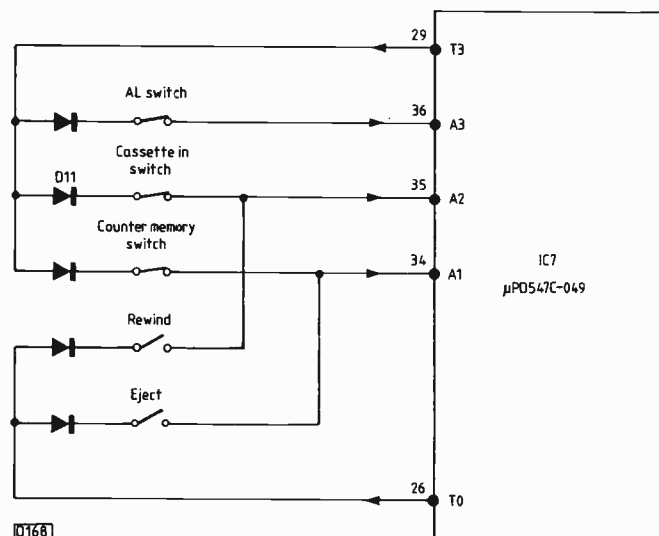 29
T3
AL switch
36
A3
Cassette in
switch
D11
35
A2
Counter memory
switch
34
A1
IC7
µPD547C-049
Rewind
Eject
26
T0
D168